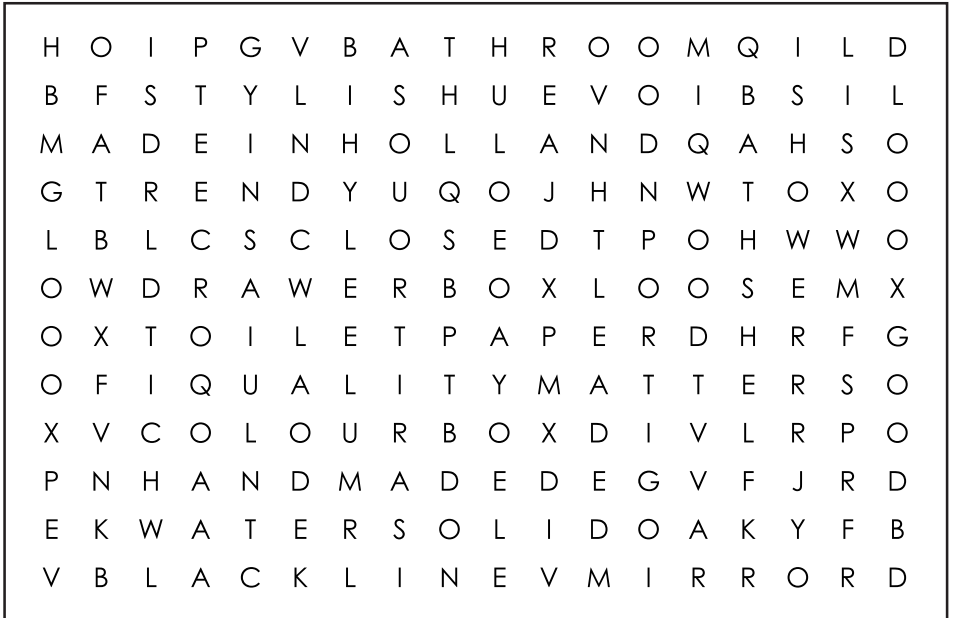 H O I P G V B A T H R O O M Q I L D
B F S T Y L I S H U E V O I B S I L
M A D E I N H O L L A N D Q A H S O
G T R E N D Y U Q O J H N W T O X O
L B L C S C L O S E D T P O H W W O
O W D R A W E R B O X L O O S E M X
O X T O I L E T P A P E R D H R F G
O F I Q U A L I T Y M A T T E R S O
X V C O L O U R B O X D I V L R P O
P N H A N D M A D E D E G V F J R D
E K W A T E R S O L I D O A K Y F B
V B L A C K L I N E V M I R R O R D